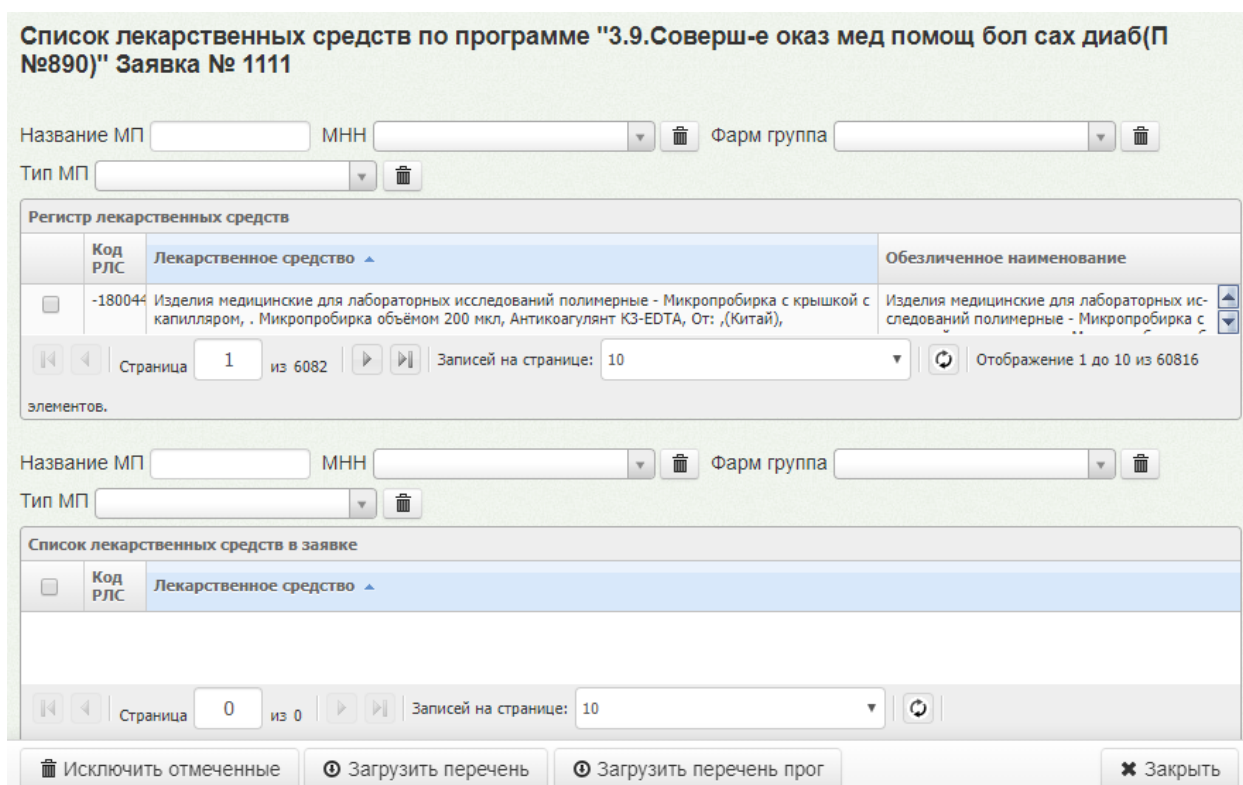 Список лекарственных средств по программе "3.9.Соверш-е оказ мед помощ бол сах диаб(П
№890)" Заявка № 1111
Название МП МНН Фарм группа
Тип МП
Регистр лекарственных средств
Код РЛС Лекарственное средство Обезличенное наименование
-180044 Изделия медицинские для лабораторных исследований полимерные - Микропробирка с крышкой с Изделия медицинские для лабораторных ис-
капилляром, . Микропробирка объёмом 200 мкл, Антикоагулянт К3-EDTA, От: ,(Китай), следований полимерные - Микропробирка с
Страница 1 из 6082 Записей на странице: 10 Отображение 1 до 10 из 60816
элементов.
Название МП МНН Фарм группа
Тип МП
Список лекарственных средств в заявке
Код РЛС Лекарственное средство
Страница 0 из 0 Записей на странице: 10
Исключить отмеченные Загрузить перечень Загрузить перечень прог Закрыть